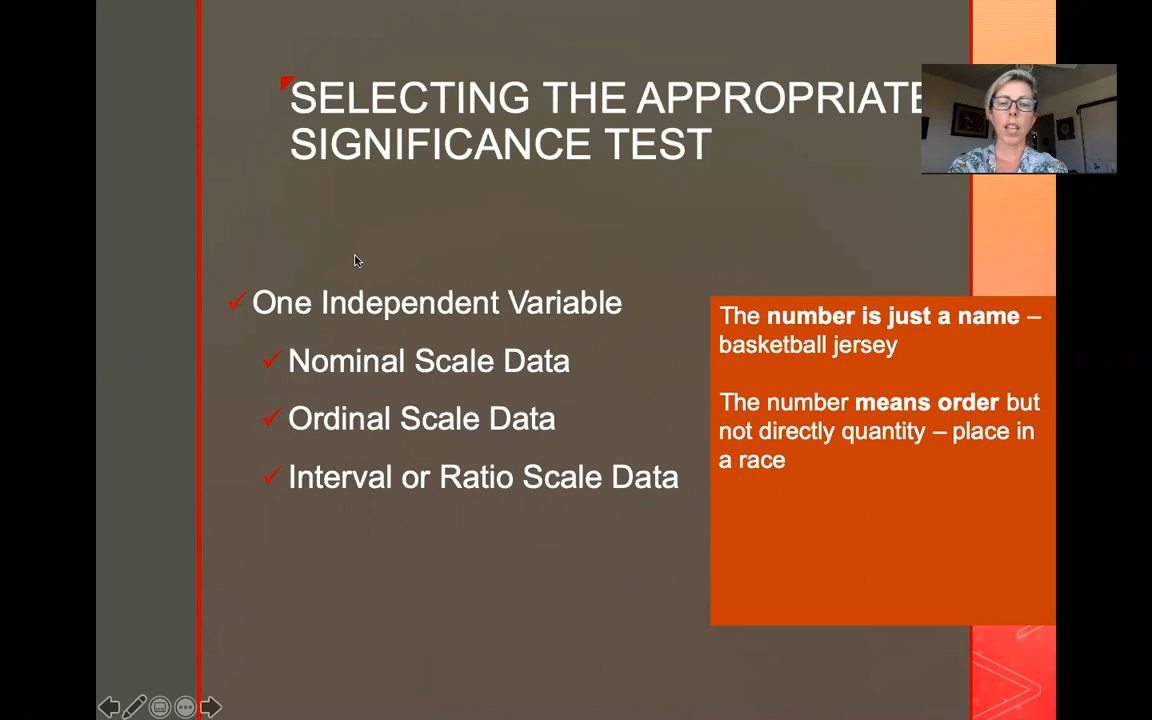 SELECTING THE APPROPRIATE
SIGNIFICANCE TEST
One Independent Variable
Nominal Scale Data
Ordinal Scale Data
Interval or Ratio Scale Data
The number is just a name –
basketball jersey
The number means order but
not directly quantity – place in
a race